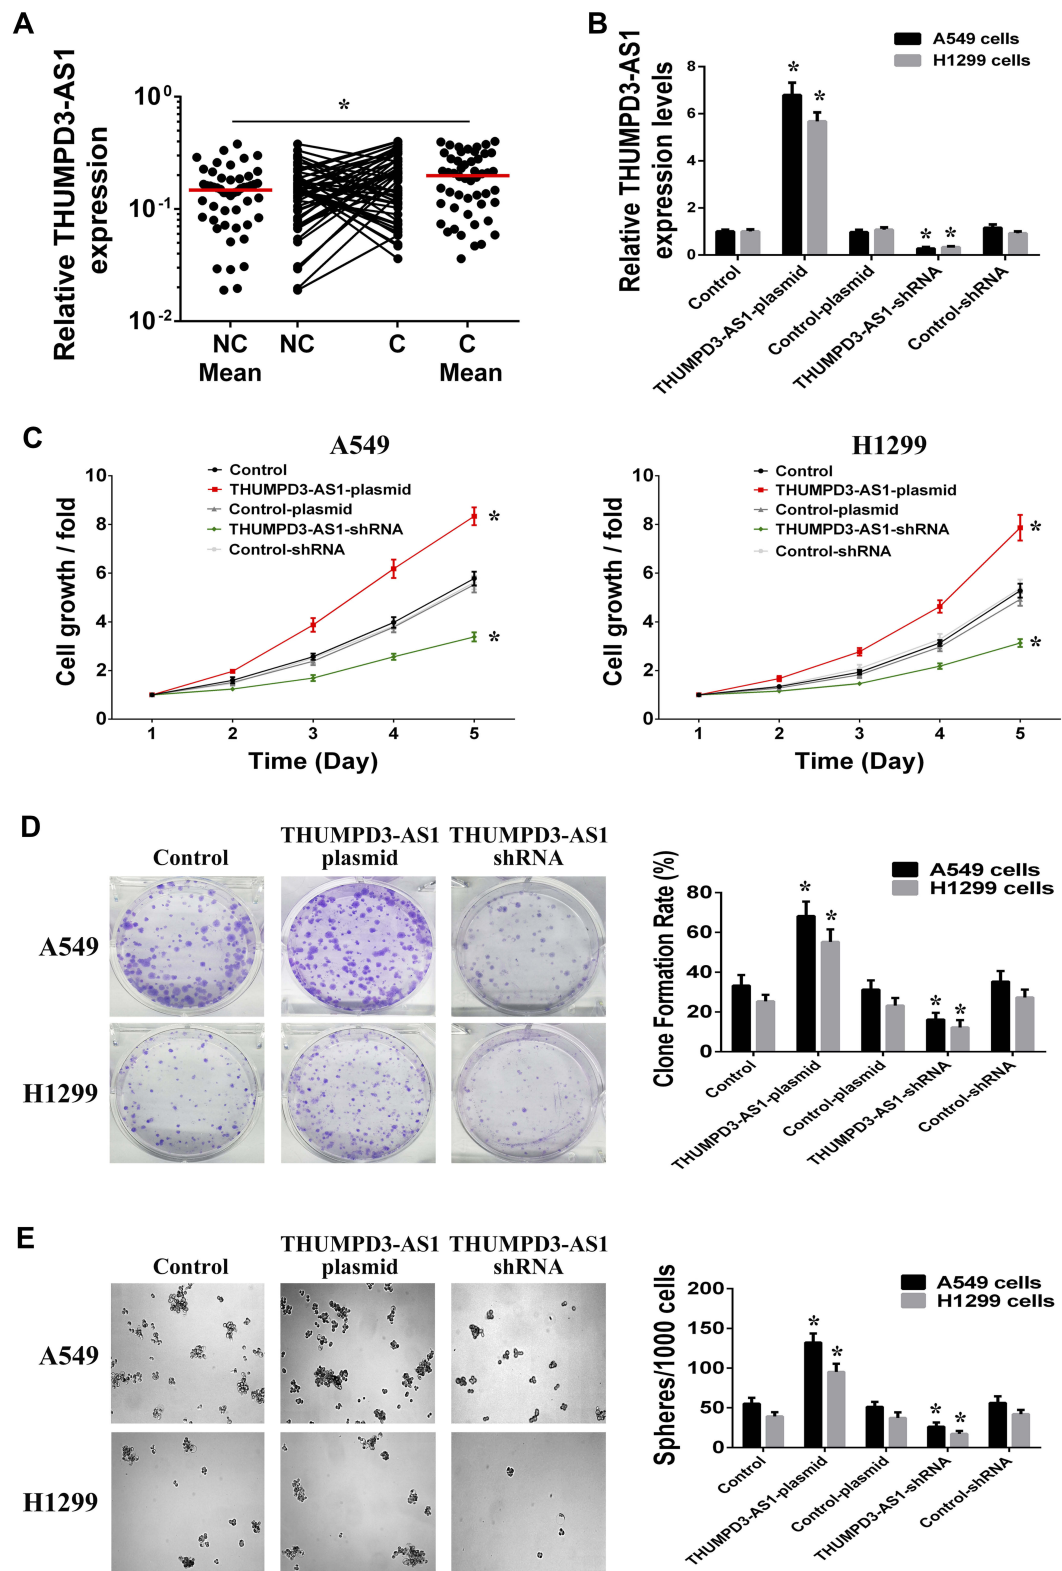 A
Relative THUMPD3-AS1
expression
10⁰
10⁻¹
10⁻²
*
NC
Mean
NC
C
C
Mean
B
Relative THUMPD3-AS1
expression levels
A549 cells
H1299 cells
8
6
4
2
0
* * * *
Control
THUMPD3-AS1-plasmid
Control-plasmid
THUMPD3-AS1-shRNA
Control-shRNA
C
A549
Cell growth / fold
10
8
6
4
2
0
Control
THUMPD3-AS1-plasmid
Control-plasmid
THUMPD3-AS1-shRNA
Control-shRNA
*
*
1 2 3 4 5
Time (Day)
H1299
Cell growth / fold
10
8
6
4
2
0
Control
THUMPD3-AS1-plasmid
Control-plasmid
THUMPD3-AS1-shRNA
Control-shRNA
*
*
1 2 3 4 5
Time (Day)
D
Control
THUMPD3-AS1
plasmid
THUMPD3-AS1
shRNA
A549
H1299
Clone Formation Rate (%)
A549 cells
H1299 cells
80
60
40
20
0
* * * *
Control
THUMPD3-AS1-plasmid
Control-plasmid
THUMPD3-AS1-shRNA
Control-shRNA
E
Control
THUMPD3-AS1
plasmid
THUMPD3-AS1
shRNA
A549
H1299
Spheres/1000 cells
A549 cells
H1299 cells
200
150
100
50
0
* * * *
Control
THUMPD3-AS1-plasmid
Control-plasmid
THUMPD3-AS1-shRNA
Control-shRNA